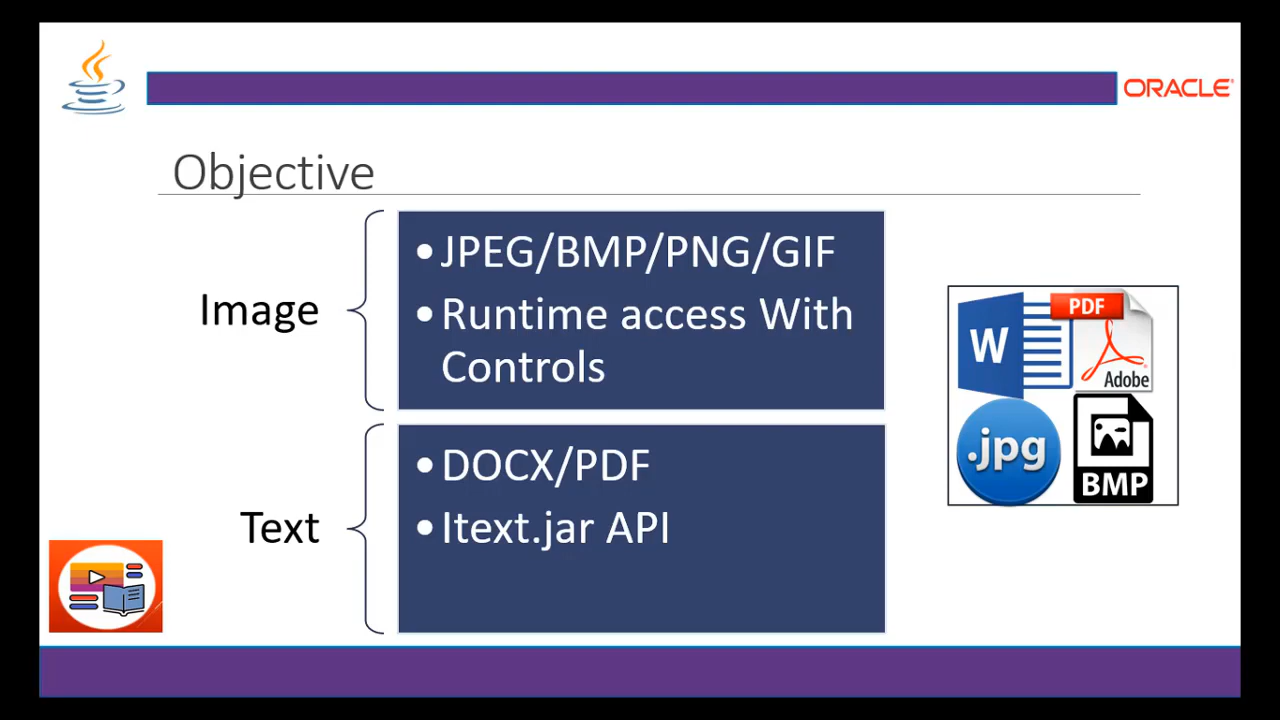 ORACLE
Objective
Image
•JPEG/BMP/PNG/GIF
•Runtime access With
Controls
Text
•DOCX/PDF
•Itext.jar API
W
PDF
Adobe
.jpg
BMP